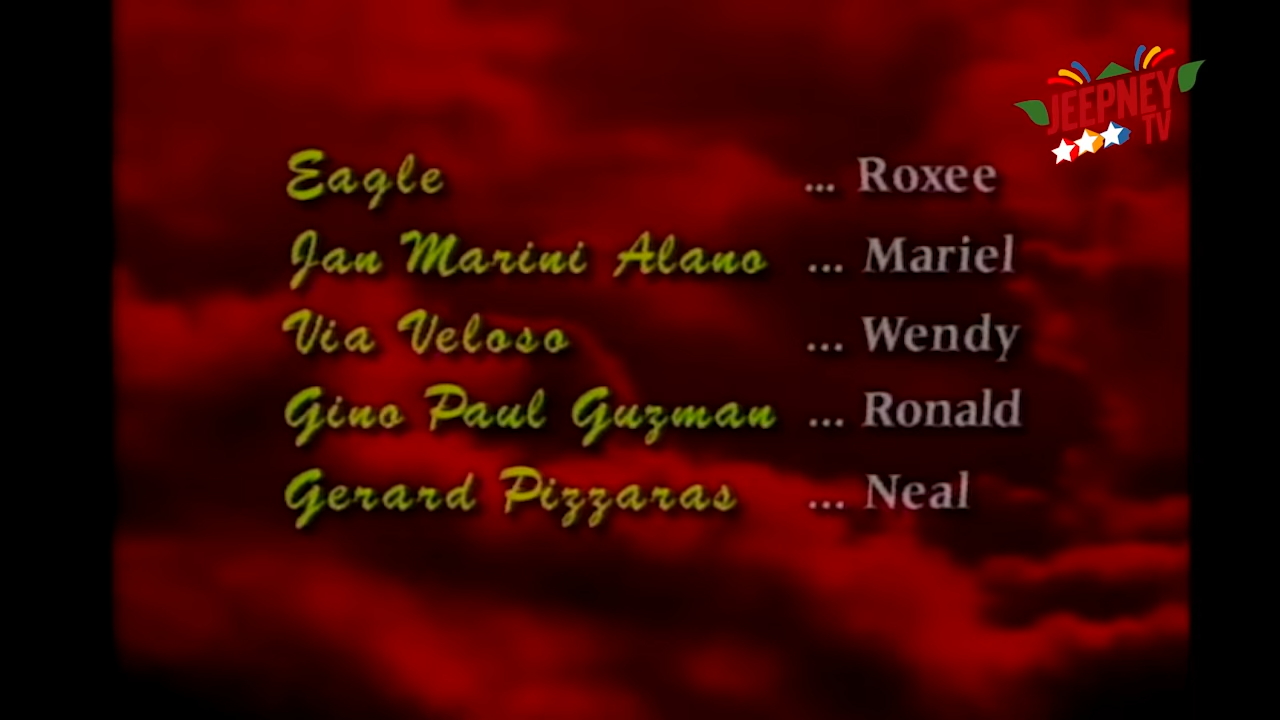 JEEPNEY
TV
Eagle ... Roxee
Jan Marini Alano ... Mariel
Via Veloso ... Wendy
Gino Paul Guzman ... Ronald
Gerard Pizzaras ... Neal